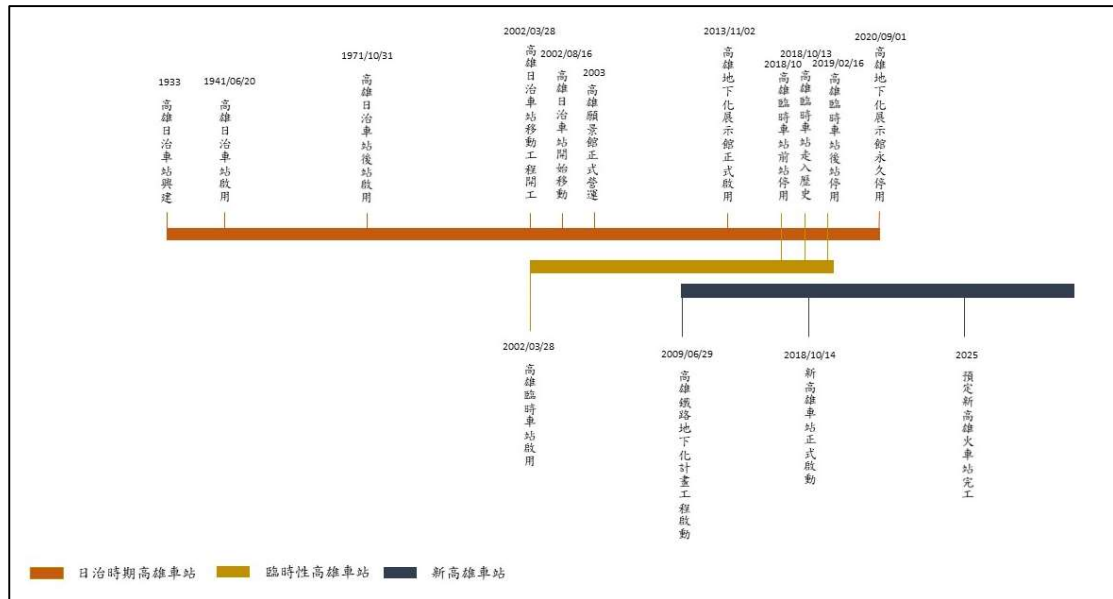 1933
高雄日治車站興建
1941/06/20
高雄日治車站啟用
1971/10/31
高雄日治車站後站啟用
2002/03/28
高雄日治車站移動工程開工
2002/08/16
高雄日治車站開始移動
2003
高雄願景館正式營運
2013/11/02
高雄地下化展示館正式啟用
2018/10
高雄臨時車站前站停用
2018/10/13
高雄臨時車站走入歷史
2019/02/16
高雄臨時車站後站停用
2020/09/01
高雄地下化展示館永久停用
2002/03/28
高雄臨時車站啟用
2009/06/29
高雄鐵路地下化計畫工程啟動
2018/10/14
新高雄車站正式啟動
2025
預定新高雄火車站完工
日治時期高雄車站
臨時性高雄車站
新高雄車站